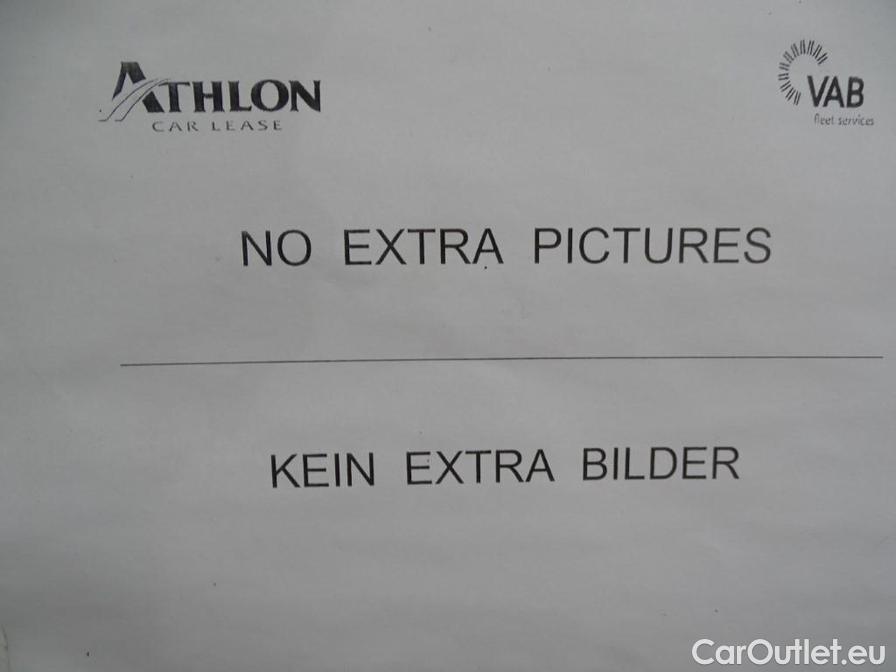 ATHLON
CAR LEASE
VAB
fleet services
NO EXTRA PICTURES
KEIN EXTRA BILDER
CarOutlet.eu